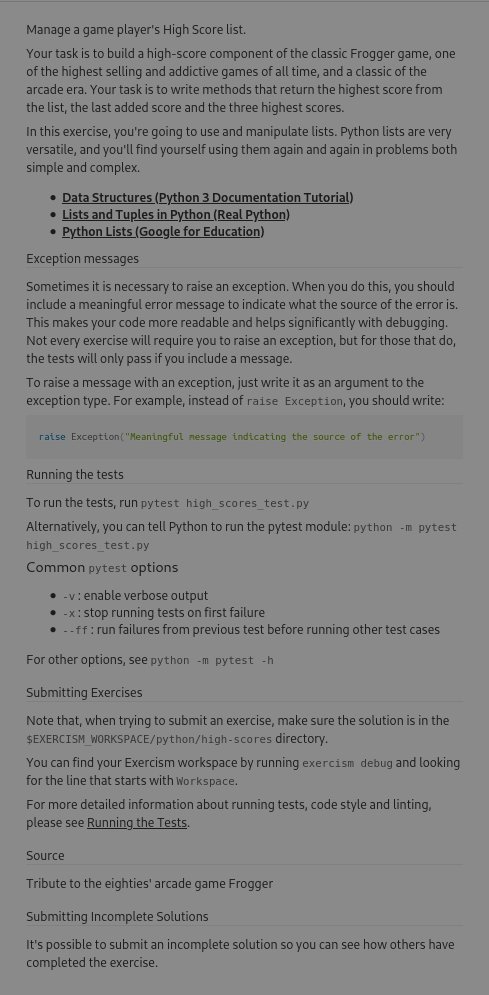 Manage a game player's High Score list.
Your task is to build a high-score component of the classic Frogger game, one
of the highest selling and addictive games of all time, and a classic of the
arcade era. Your task is to write methods that return the highest score from
the list, the last added score and the three highest scores.
In this exercise, you're going to use and manipulate lists. Python lists are very
versatile, and you'll find yourself using them again and again in problems both
simple and complex.
• Data Structures (Python 3 Documentation Tutorial)
• Lists and Tuples in Python (Real Python)
• Python Lists (Google for Education)
Exception messages
Sometimes it is necessary to raise an exception. When you do this, you should
include a meaningful error message to indicate what the source of the error is.
This makes your code more readable and helps significantly with debugging.
Not every exercise will require you to raise an exception, but for those that do,
the tests will only pass if you include a message.
To raise a message with an exception, just write it as an argument to the
exception type. For example, instead of raise Exception, you should write:
raise Exception("Meaningful message indicating the source of the error")
Running the tests
To run the tests, run pytest high_scores_test.py
Alternatively, you can tell Python to run the pytest module: python -m pytest
high_scores_test.py
Common pytest options
• -v : enable verbose output
• -x : stop running tests on first failure
• --ff : run failures from previous test before running other test cases
For other options, see python -m pytest -h
Submitting Exercises
Note that, when trying to submit an exercise, make sure the solution is in the
$EXERCISM_WORKSPACE/python/high-scores directory.
You can find your Exercism workspace by running exercism debug and looking
for the line that starts with Workspace.
For more detailed information about running tests, code style and linting,
please see Running the Tests.
Source
Tribute to the eighties' arcade game Frogger
Submitting Incomplete Solutions
It's possible to submit an incomplete solution so you can see how others have
completed the exercise.